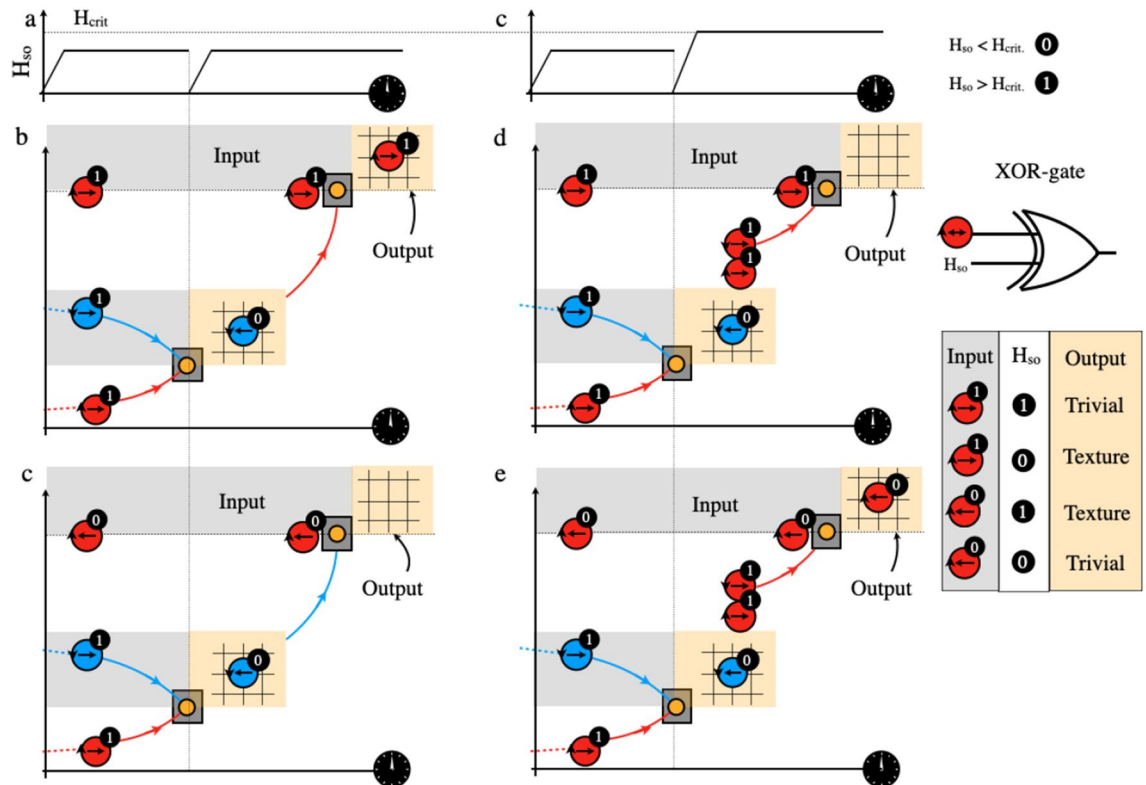 a
H_crit
H_so
c
H_so < H_crit. 0
H_so > H_crit. 1
b
Input
1
1
1
Output
1
0
1
d
Input
1
1
1
1
Output
1
0
1
XOR-gate
H_so
c
Input
0
0
Output
1
0
1
e
Input
0
0
0
1
1
Output
1
0
1
Input H_so Output
1 1 Trivial
1 0 Texture
0 1 Texture
0 0 Trivial